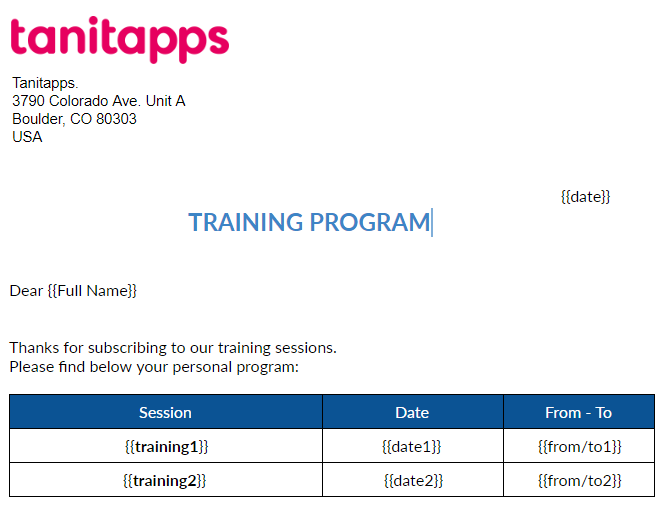 tanitapps
Tanitapps.
3790 Colorado Ave. Unit A
Boulder, CO 80303
USA
{{date}}
TRAINING PROGRAM
Dear {{Full Name}}
Thanks for subscribing to our training sessions.
Please find below your personal program:
Session Date From - To
{{training1}} {{date1}} {{from/to1}}
{{training2}} {{date2}} {{from/to2}}